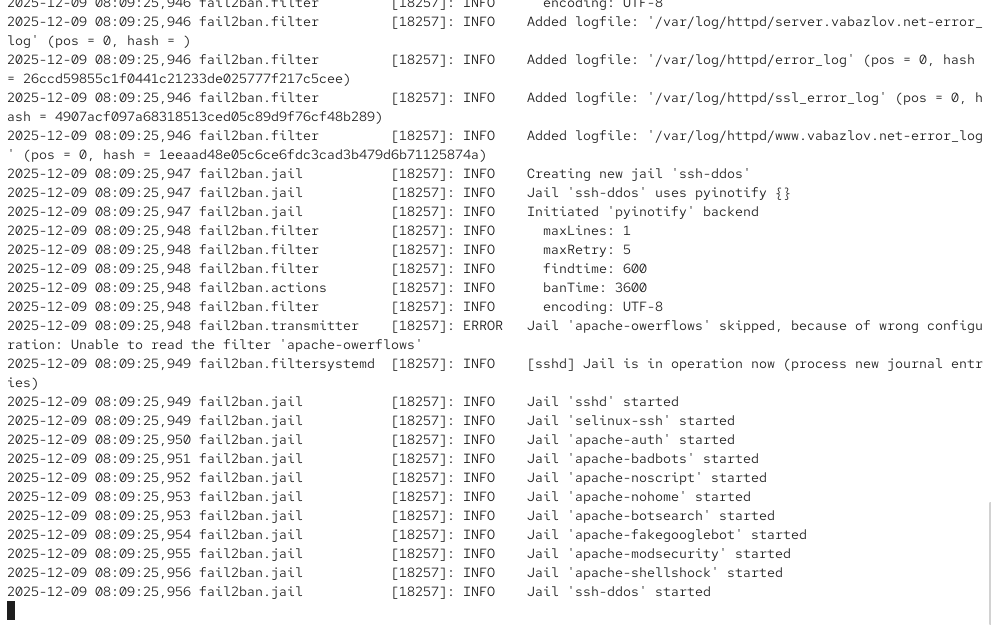 2025-12-09 08:09:25,946 fail2ban.filter         [18257]: INFO      encoding: UTF-8
2025-12-09 08:09:25,946 fail2ban.filter         [18257]: INFO    Added logfile: '/var/log/httpd/server.vabazlov.net-error_
log' (pos = 0, hash = )
2025-12-09 08:09:25,946 fail2ban.filter         [18257]: INFO    Added logfile: '/var/log/httpd/error_log' (pos = 0, hash
= 26ccd59855c1f0441c21233de025777f217c5cee)
2025-12-09 08:09:25,946 fail2ban.filter         [18257]: INFO    Added logfile: '/var/log/httpd/ssl_error_log' (pos = 0, h
ash = 4907acf097a68318513ced05c89d9f76cf48b289)
2025-12-09 08:09:25,946 fail2ban.filter         [18257]: INFO    Added logfile: '/var/log/httpd/www.vabazlov.net-error_log
' (pos = 0, hash = 1eeaad48e05c6ce6fdc3cad3b479d6b71125874a)
2025-12-09 08:09:25,947 fail2ban.jail           [18257]: INFO    Creating new jail 'ssh-ddos'
2025-12-09 08:09:25,947 fail2ban.jail           [18257]: INFO    Jail 'ssh-ddos' uses pyinotify {}
2025-12-09 08:09:25,947 fail2ban.jail           [18257]: INFO    Initiated 'pyinotify' backend
2025-12-09 08:09:25,948 fail2ban.filter         [18257]: INFO      maxLines: 1
2025-12-09 08:09:25,948 fail2ban.filter         [18257]: INFO      maxRetry: 5
2025-12-09 08:09:25,948 fail2ban.filter         [18257]: INFO      findtime: 600
2025-12-09 08:09:25,948 fail2ban.actions        [18257]: INFO      banTime: 3600
2025-12-09 08:09:25,948 fail2ban.filter         [18257]: INFO      encoding: UTF-8
2025-12-09 08:09:25,948 fail2ban.transmitter    [18257]: ERROR   Jail 'apache-owerflows' skipped, because of wrong configu
ration: Unable to read the filter 'apache-owerflows'
2025-12-09 08:09:25,949 fail2ban.filtersystemd  [18257]: INFO    [sshd] Jail is in operation now (process new journal entr
ies)
2025-12-09 08:09:25,949 fail2ban.jail           [18257]: INFO    Jail 'sshd' started
2025-12-09 08:09:25,949 fail2ban.jail           [18257]: INFO    Jail 'selinux-ssh' started
2025-12-09 08:09:25,950 fail2ban.jail           [18257]: INFO    Jail 'apache-auth' started
2025-12-09 08:09:25,951 fail2ban.jail           [18257]: INFO    Jail 'apache-badbots' started
2025-12-09 08:09:25,952 fail2ban.jail           [18257]: INFO    Jail 'apache-noscript' started
2025-12-09 08:09:25,953 fail2ban.jail           [18257]: INFO    Jail 'apache-nohome' started
2025-12-09 08:09:25,953 fail2ban.jail           [18257]: INFO    Jail 'apache-botsearch' started
2025-12-09 08:09:25,954 fail2ban.jail           [18257]: INFO    Jail 'apache-fakegooglebot' started
2025-12-09 08:09:25,955 fail2ban.jail           [18257]: INFO    Jail 'apache-modsecurity' started
2025-12-09 08:09:25,956 fail2ban.jail           [18257]: INFO    Jail 'apache-shellshock' started
2025-12-09 08:09:25,956 fail2ban.jail           [18257]: INFO    Jail 'ssh-ddos' started